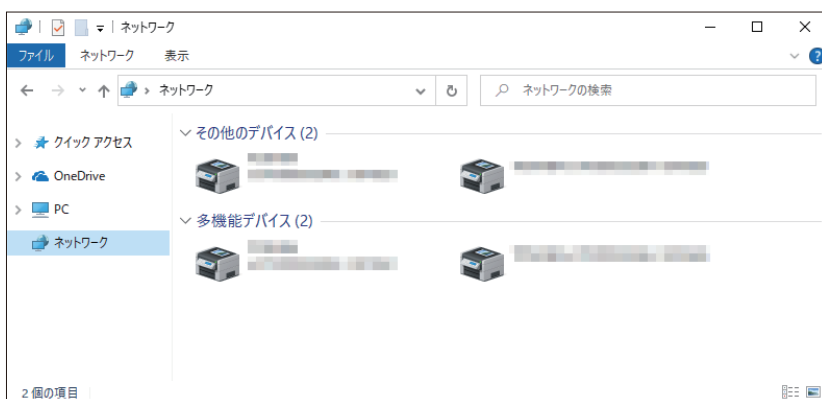 ネットワーク
ファイル ネットワーク 表示
ネットワーク ネットワークの検索
クイック アクセス
OneDrive
PC
ネットワーク
その他のデバイス (2)
多機能デバイス (2)
2 個の項目